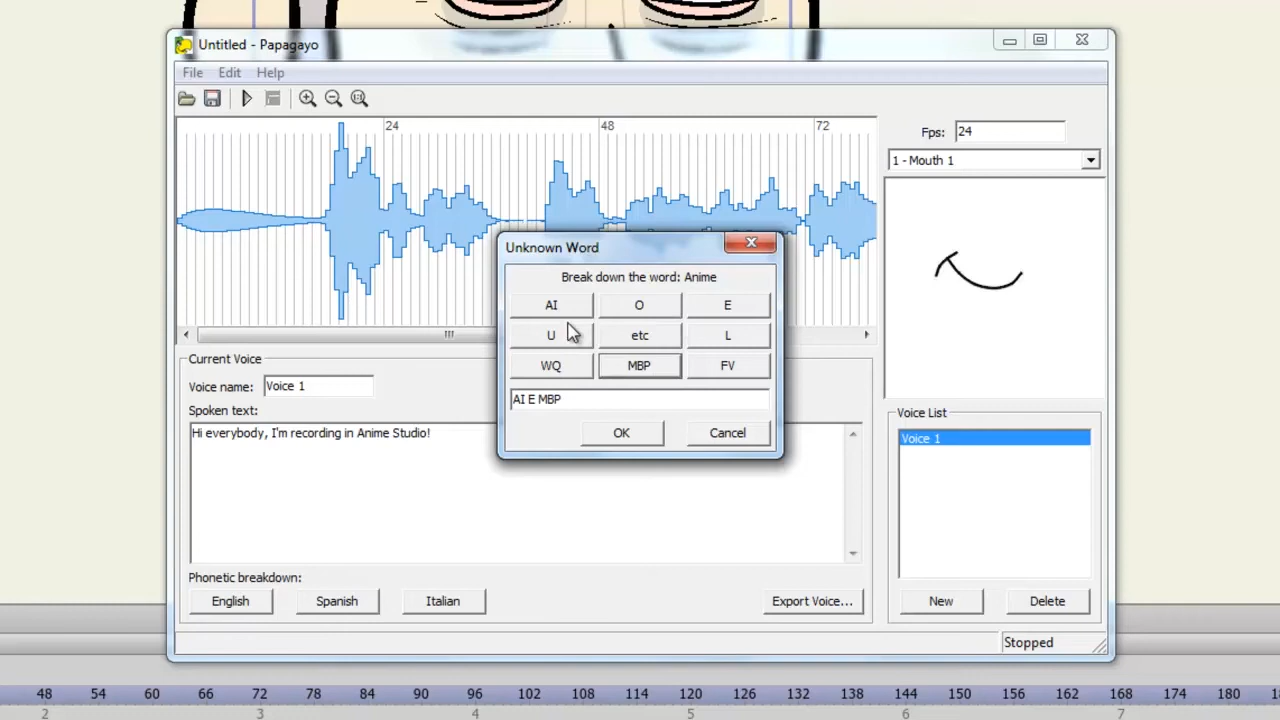 Untitled - Papagayo
File Edit Help
24 48 72
Fps: 24
1 - Mouth 1
Unknown Word
Break down the word: Anime
AI O E
U etc L
WQ MBP FV
AI E MBP
OK Cancel
Current Voice
Voice name: Voice 1
Spoken text:
Hi everybody, I'm recording in Anime Studio!
Phonetic breakdown:
English Spanish Italian Export Voice...
Voice List
Voice 1
New Delete
Stopped
48 54 60 66 72 78 84 90 96 102 108 114 120 126 132 138 144 150 156 162 168 174 180
2 3 4 5 6 7